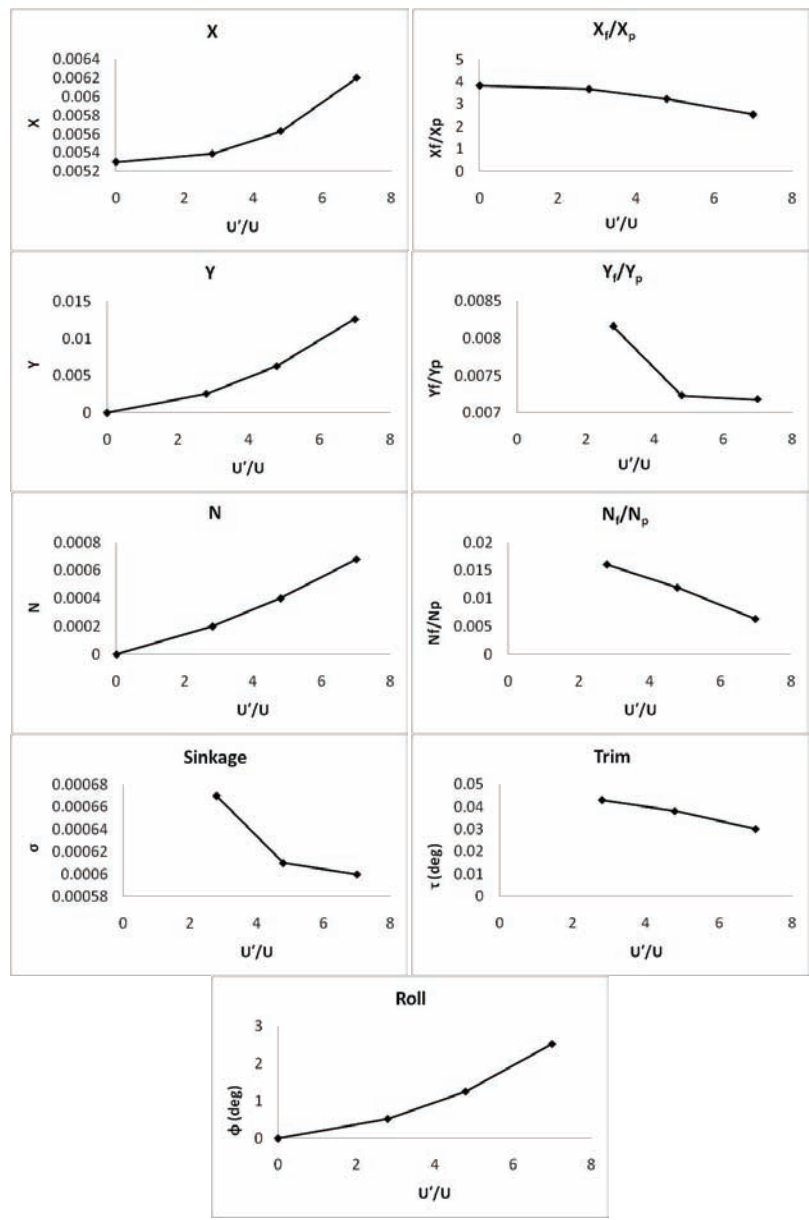 X
0.0064
0.0062
0.006
0.0058
0.0056
0.0054
0.0052
X
0 2 4 6 8
U'/U
Xf/Xp
5
4
3
2
1
0
Xf/Xp
0 2 4 6 8
U'/U
Y
0.015
0.01
0.005
0
Y
0 2 4 6 8
U'/U
Yf/Yp
0.0085
0.008
0.0075
0.007
Yf/Yp
0 2 4 6 8
U'/U
N
0.0008
0.0006
0.0004
0.0002
0
N
0 2 4 6 8
U'/U
Nf/Np
0.02
0.015
0.01
0.005
0
Nf/Np
0 2 4 6 8
U'/U
Sinkage
0.00068
0.00066
0.00064
0.00062
0.0006
0.00058
σ
0 2 4 6 8
U'/U
Trim
0.05
0.04
0.03
0.02
0.01
0
τ (deg)
0 2 4 6 8
U'/U
Roll
3
2
1
0
ϕ (deg)
0 2 4 6 8
U'/U